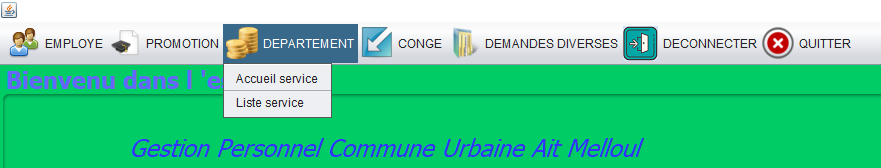 EMPLOYE PROMOTION DEPARTEMENT CONGE DEMANDES DIVERSES DECONNECTER QUITTER
Bienvenu dans l 'e
Accueil service
Liste service
Gestion Personnel Commune Urbaine Ait Melloul